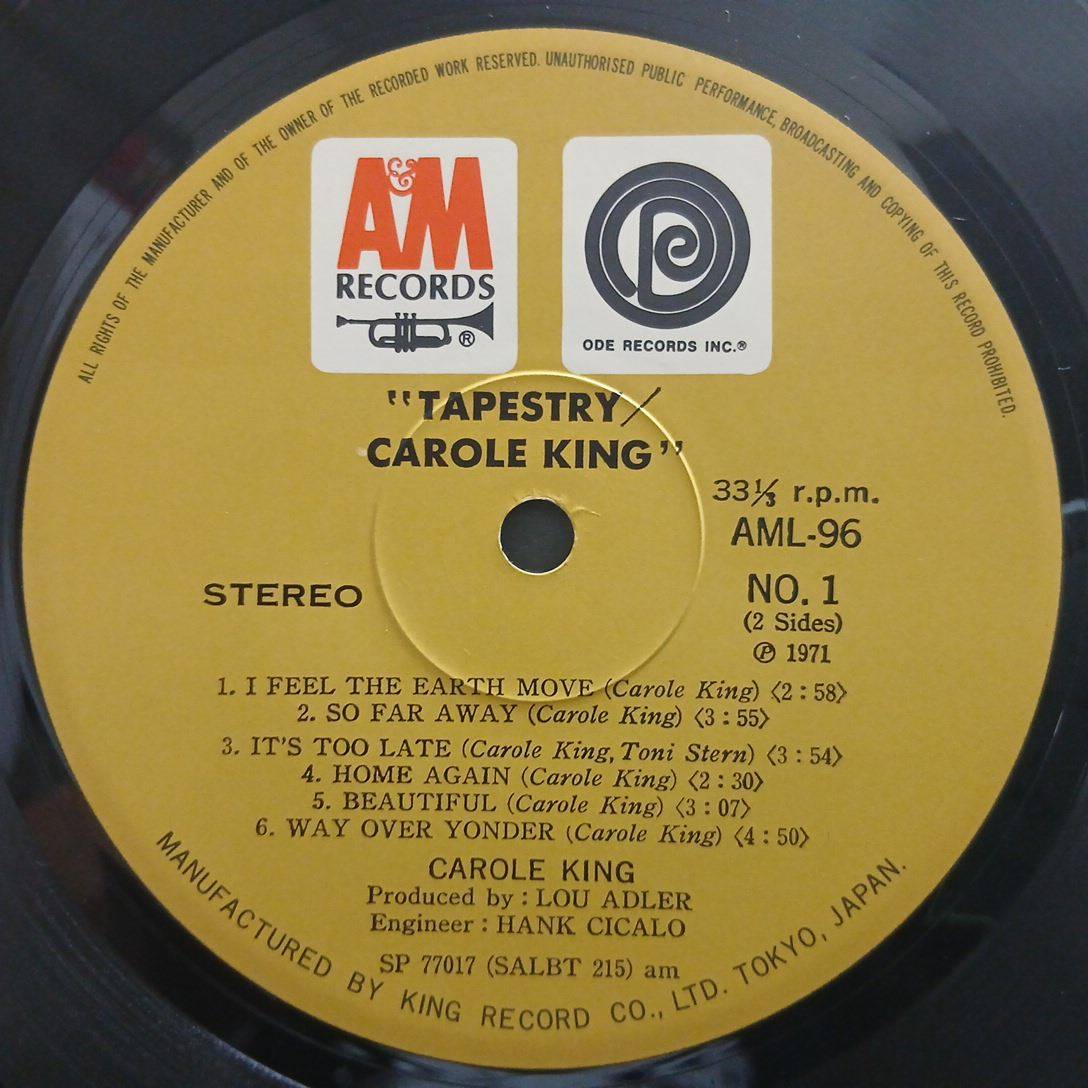 ALL RIGHTS OF THE MANUFACTURER AND OF THE OWNER OF THE RECORDED WORK RESERVED. UNAUTHORISED PUBLIC PERFORMANCE, BROADCASTING AND COPYING OF THIS RECORD PROHIBITED.
A&M
RECORDS
®
ODE RECORDS INC.®
“TAPESTRY/
CAROLE KING”
33⅓ r.p.m.
AML-96
STEREO
NO. 1
(2 Sides)
℗ 1971
1. I FEEL THE EARTH MOVE (Carole King) 〈2:58〉
2. SO FAR AWAY (Carole King) 〈3:55〉
3. IT'S TOO LATE (Carole King, Toni Stern) 〈3:54〉
4. HOME AGAIN (Carole King) 〈2:30〉
5. BEAUTIFUL (Carole King) 〈3:07〉
6. WAY OVER YONDER (Carole King) 〈4:50〉
CAROLE KING
Produced by : LOU ADLER
Engineer : HANK CICALO
SP 77017 (SALBT 215) am
MANUFACTURED BY KING RECORD CO., LTD. TOKYO, JAPAN.